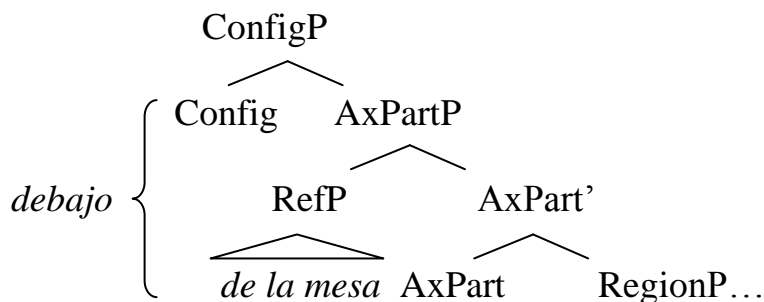 ConfigP
Config AxPartP
debajo RefP AxPart’
de la mesa AxPart RegionP…